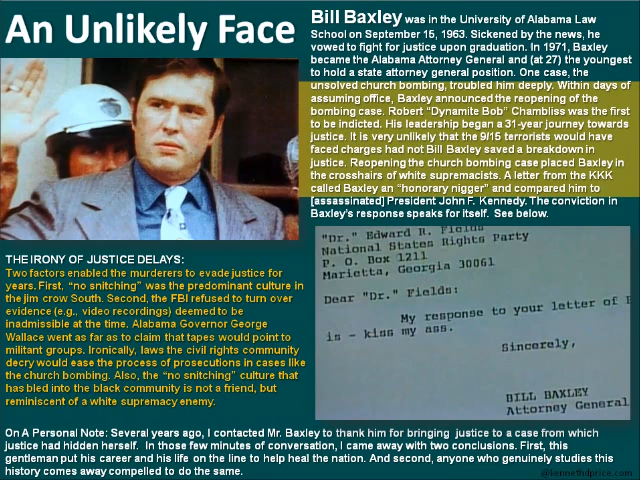 An Unlikely Face
Bill Baxley was in the University of Alabama Law
School on September 15, 1963. Sickened by the news, he
vowed to fight for justice upon graduation. In 1971, Baxley
became the Alabama Attorney General and (at 27) the youngest
to hold a state attorney general position. One case, the
unsolved church bombing, troubled him deeply. Within days of
assuming office, Baxley announced the reopening of the
bombing case. Robert “Dynamite Bob” Chambliss was the first
to be indicted. His leadership began a 31-year journey towards
justice. It is very unlikely that the 9/15 terrorists would have
faced charges had not Bill Baxley saved a breakdown in
justice. Reopening the church bombing case placed Baxley in
the crosshairs of white supremacists. A letter from the KKK
called Baxley an “honorary nigger” and compared him to
[assassinated] President John F. Kennedy. The conviction in
Baxley’s response speaks for itself. See below.
THE IRONY OF JUSTICE DELAYS:
Two factors enabled the murderers to evade justice for
years. First, “no snitching” was the predominant culture in
the jim crow South. Second, the FBI refused to turn over
evidence (e.g., video recordings) deemed to be
inadmissible at the time. Alabama Governor George
Wallace went as far as to claim that tapes would point to
militant groups. Ironically, laws the civil rights community
decry would ease the process of prosecutions in cases like
the church bombing. Also, the “no snitching” culture that
has bled into the black community is not a friend, but
reminiscent of a white supremacy enemy.
"Dr." Edward R. Fields
National States Rights Party
P. O. Box 1211
Marietta, Georgia 30061
Dear "Dr." Fields:
My response to your letter of
is - kiss my ass.
Sincerely,
BILL BAXLEY
Attorney General
On A Personal Note: Several years ago, I contacted Mr. Baxley to thank him for bringing justice to a case from which
justice had hidden herself. In those few minutes of conversation, I came away with two conclusions. First, this
gentleman put his career and his life on the line to help heal the nation. And second, anyone who genuinely studies this
history comes away compelled to do the same.
@kennethdprice.com